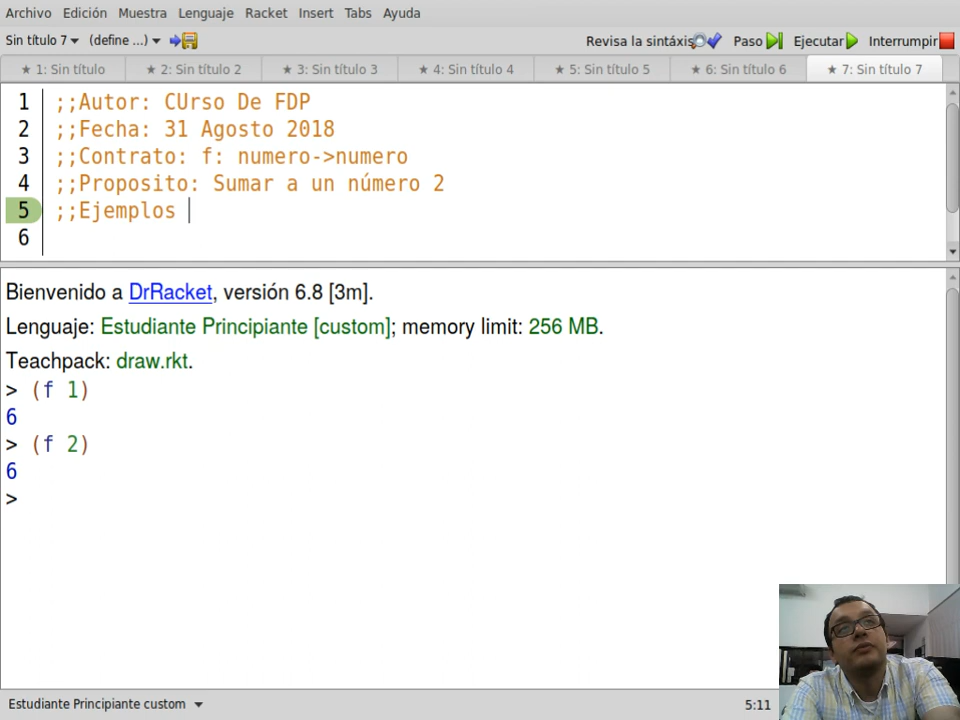 Archivo Edición Muestra Lenguaje Racket Insert Tabs Ayuda
Sin título 7 (define ...) Revisa la sintáxis Paso Ejecutar Interrumpir
★ 1: Sin título ★ 2: Sin título 2 ★ 3: Sin título 3 ★ 4: Sin título 4 ★ 5: Sin título 5 ★ 6: Sin título 6 ★ 7: Sin título 7
1 ;;Autor: CUrso De FDP
2 ;;Fecha: 31 Agosto 2018
3 ;;Contrato: f: numero->numero
4 ;;Proposito: Sumar a un número 2
5 ;;Ejemplos
6
Bienvenido a DrRacket, versión 6.8 [3m].
Lenguaje: Estudiante Principiante [custom]; memory limit: 256 MB.
Teachpack: draw.rkt.
> (f 1)
6
> (f 2)
6
>
Estudiante Principiante custom 5:11